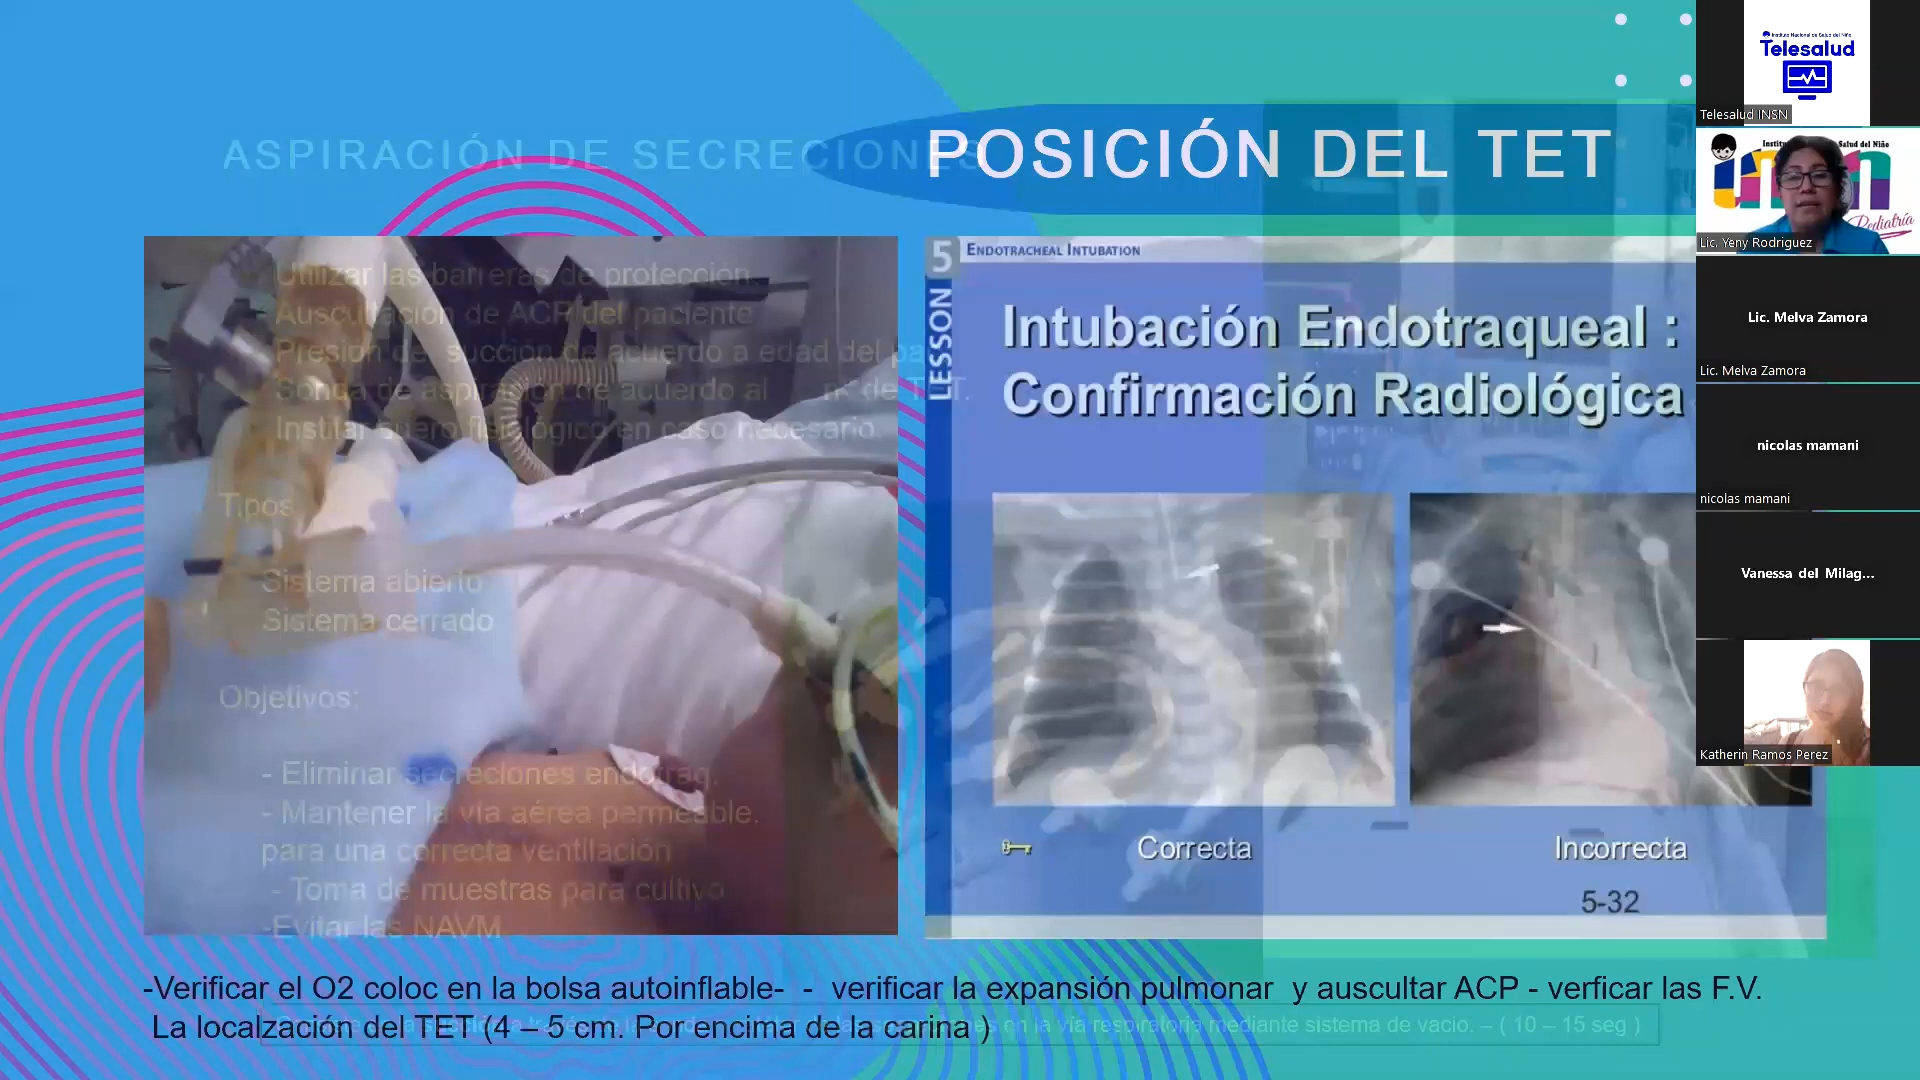 ASPIRACIÓN DE SECRECIONES
POSICIÓN DEL TET
Utilizar las barreras de protección.
Auscultación de ACP del paciente
Presión de succión de acuerdo a edad del pa
Sonda de aspiración de acuerdo al n° de TET.
Instilar suero fisiológico en caso necesario
Tipos
Sistema abierto
Sistema cerrado
Objetivos:
- Eliminar secreciones endotraq.
- Mantener la vía aérea permeable.
para una correcta ventilación
- Toma de muestras para cultivo
-Evitar las NAVM
5 ENDOTRACHEAL INTUBATION
LESSON
Intubación Endotraqueal :
Confirmación Radiológica
Correcta
Incorrecta
5-32
-Verificar el O2 coloc en la bolsa autoinflable- - verificar la expansión pulmonar y auscultar ACP - verficar las F.V.
La localzación del TET (4 – 5 cm. Por encima de la carina )
en la vía respiratoria mediante sistema de vacio. – ( 10 – 15 seg )
Instituto Nacional de Salud del Niño
Telesalud
Telesalud INSN
Salud del Niño
Pediatría
Lic. Yeny Rodriguez
Lic. Melva Zamora
Lic. Melva Zamora
nicolas mamani
nicolas mamani
Vanessa del Milag...
Katherin Ramos Perez